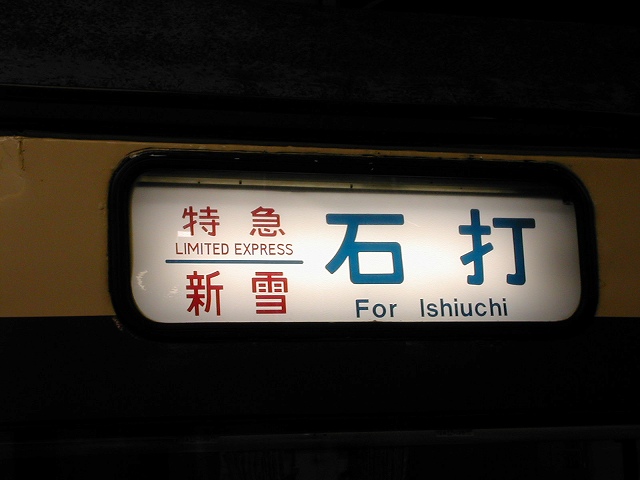 特急
LIMITED EXPRESS
新雪
石打
For Ishiuchi